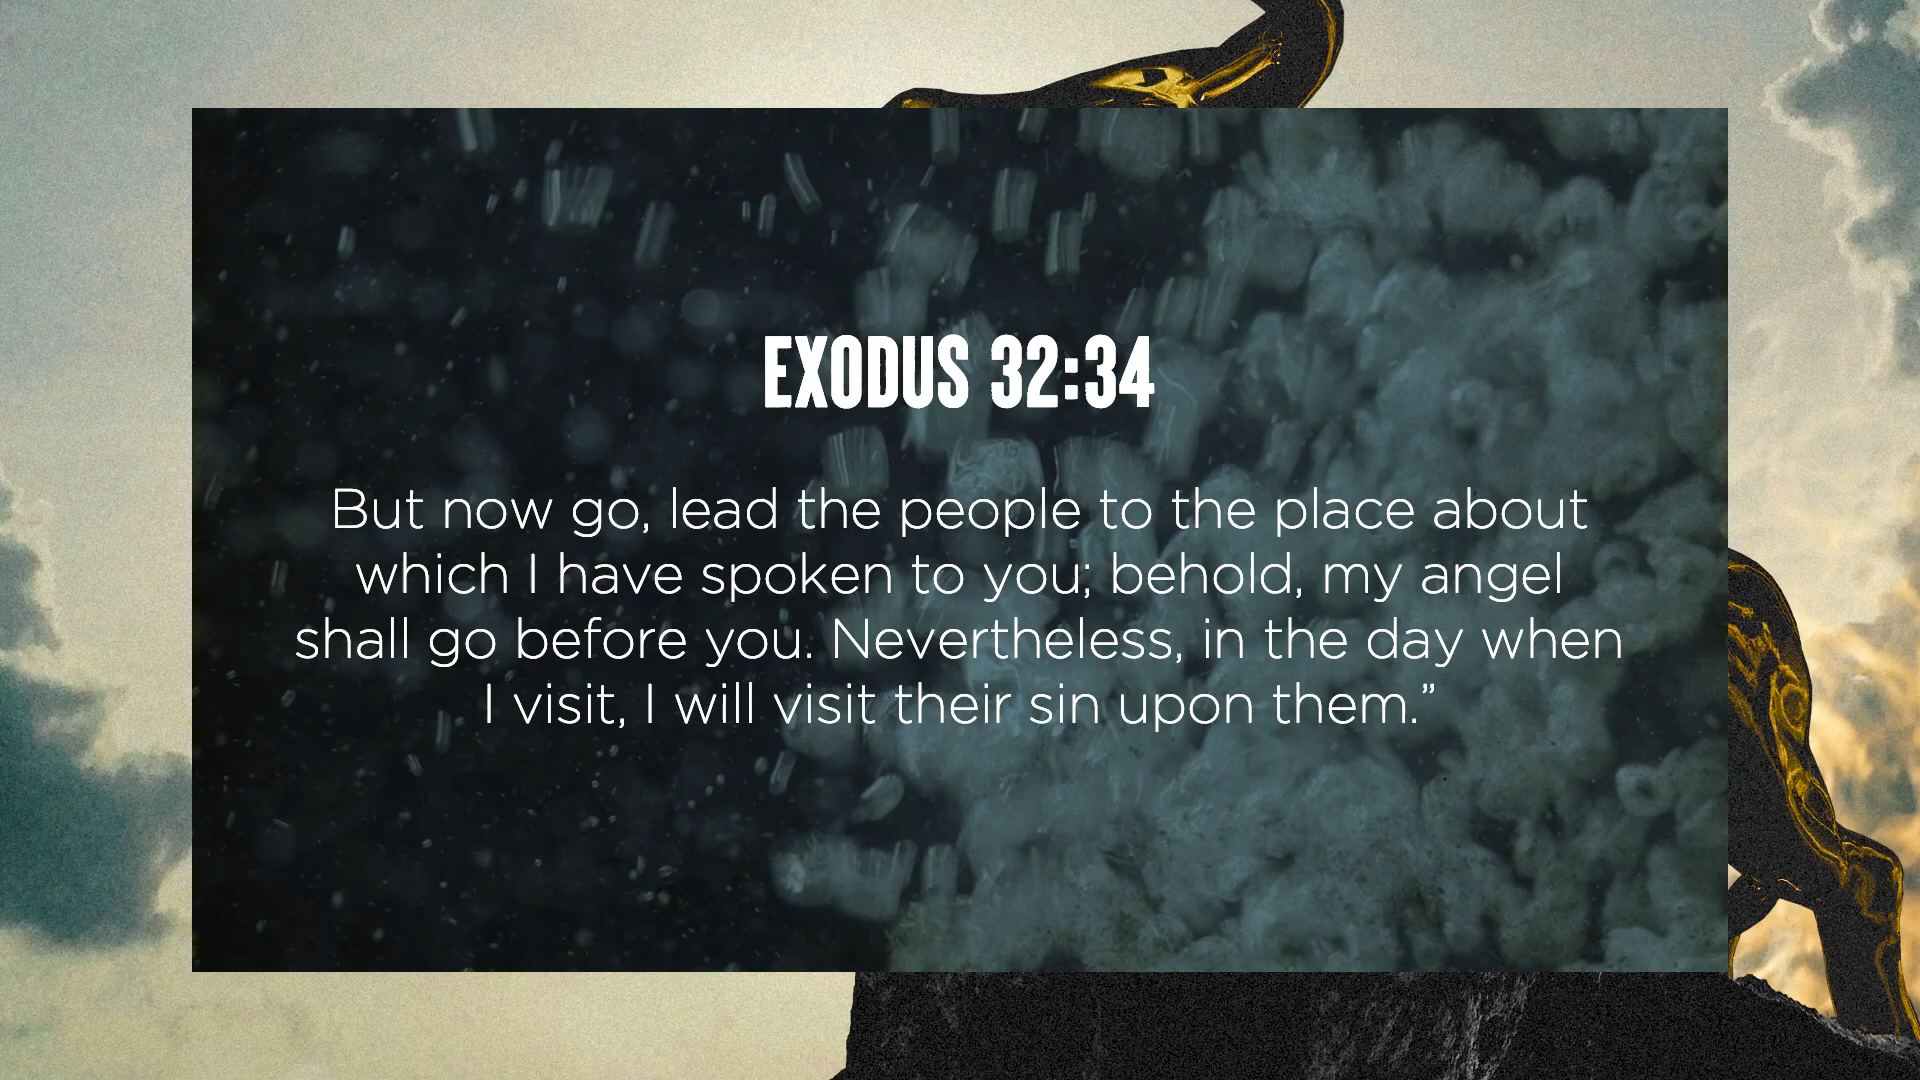 EXODUS 32:34
But now go, lead the people to the place about
which I have spoken to you; behold, my angel
shall go before you. Nevertheless, in the day when
I visit, I will visit their sin upon them.”